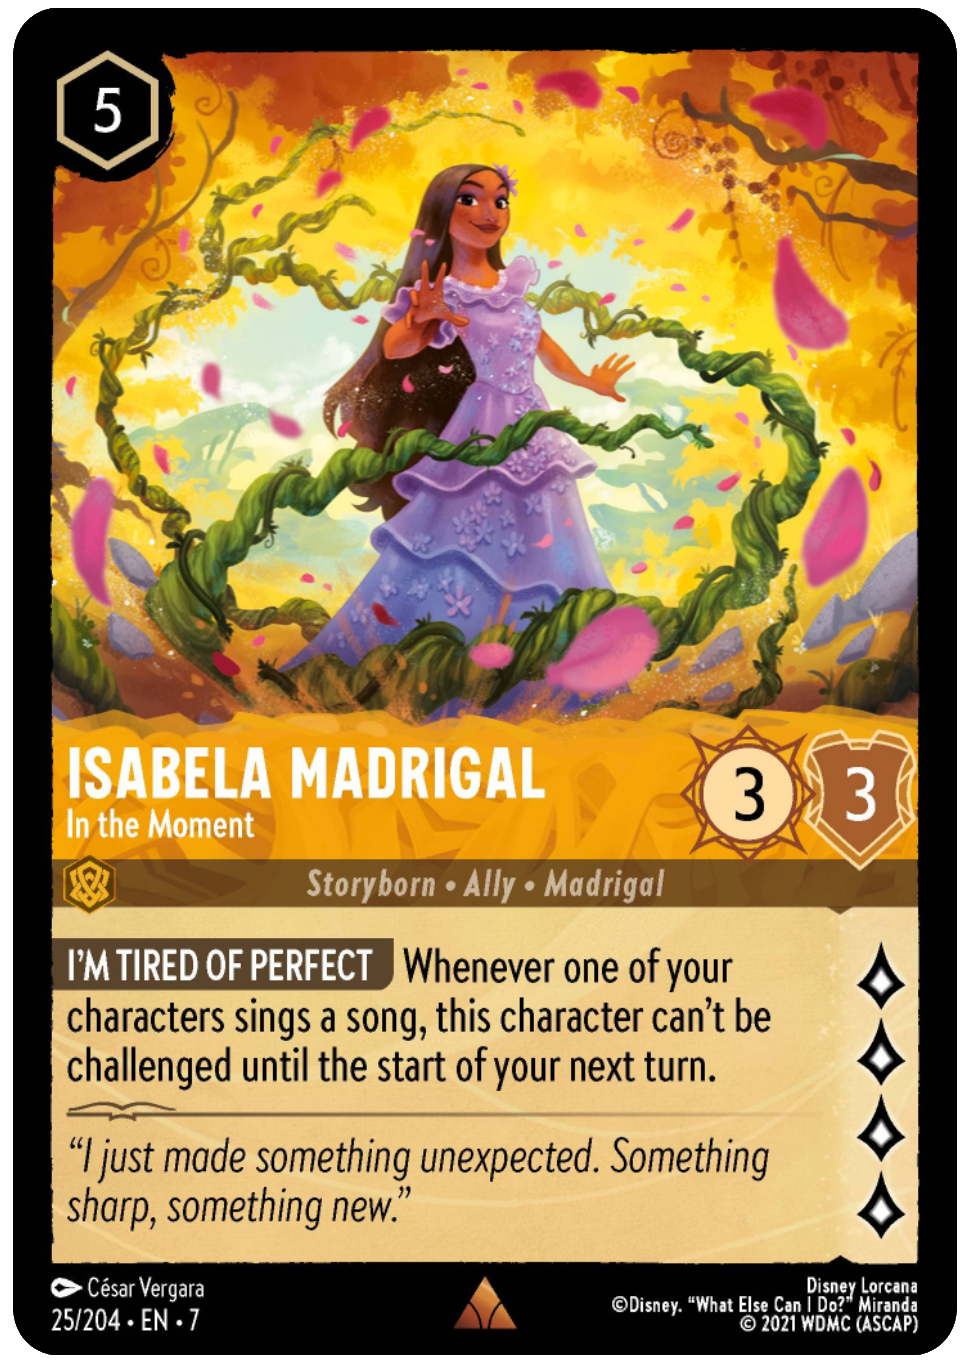 5
ISABELA MADRIGAL
In the Moment
3
3
Storyborn • Ally • Madrigal
I'M TIRED OF PERFECT Whenever one of your
characters sings a song, this character can't be
challenged until the start of your next turn.
“I just made something unexpected. Something
sharp, something new.”
César Vergara
25/204 • EN • 7
Disney Lorcana
©Disney. “What Else Can I Do?” Miranda
© 2021 WDMC (ASCAP)